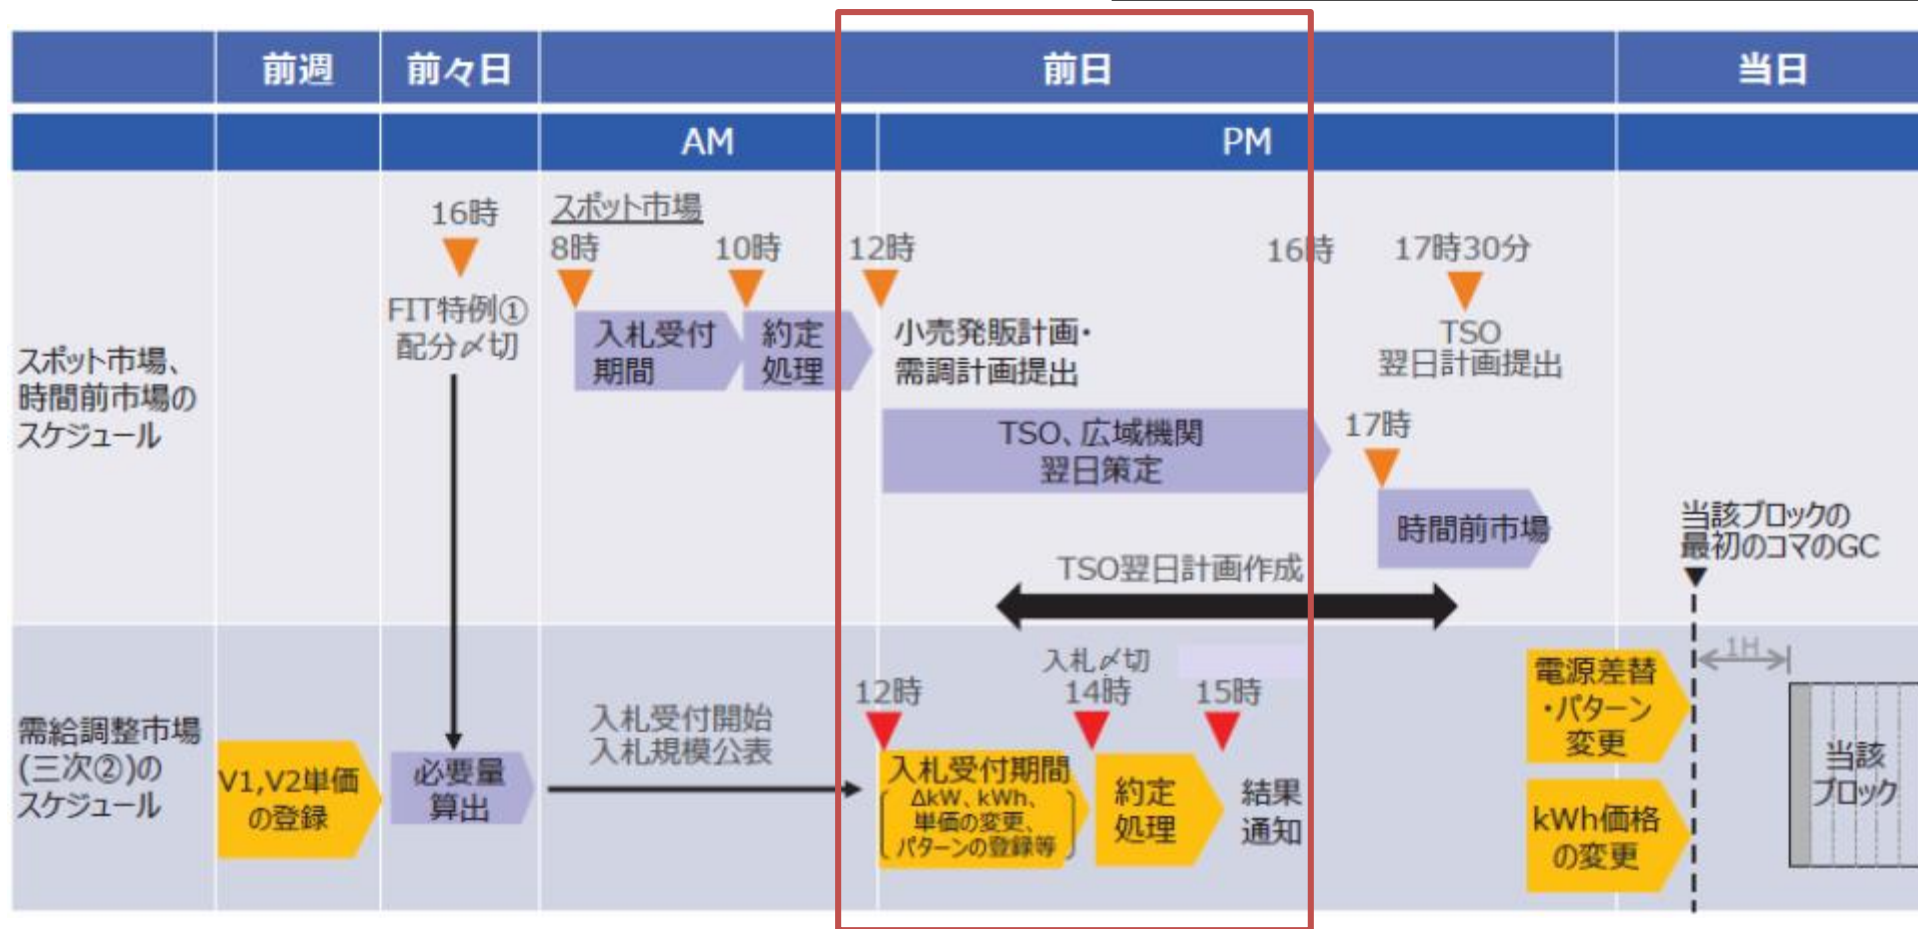 前週
前々日
前日
当日
AM
PM
スポット市場、
時間前市場の
スケジュール
16時
FIT特例①
配分〆切
スポット市場
8時
10時
12時
入札受付
期間
約定
処理
小売発販計画・
需調計画提出
16時
17時30分
TSO
翌日計画提出
TSO、広域機関
翌日策定
17時
時間前市場
TSO翌日計画作成
当該ブロックの
最初のコマのGC
1H
需給調整市場
(三次②)の
スケジュール
V1,V2単価
の登録
必要量
算出
入札受付開始
入札規模公表
12時
入札〆切
14時
15時
入札受付期間
ΔkW、kWh、
単価の変更、
パターンの登録等
約定
処理
結果
通知
電源差替
・パターン
変更
kWh価格
の変更
当該
ブロック